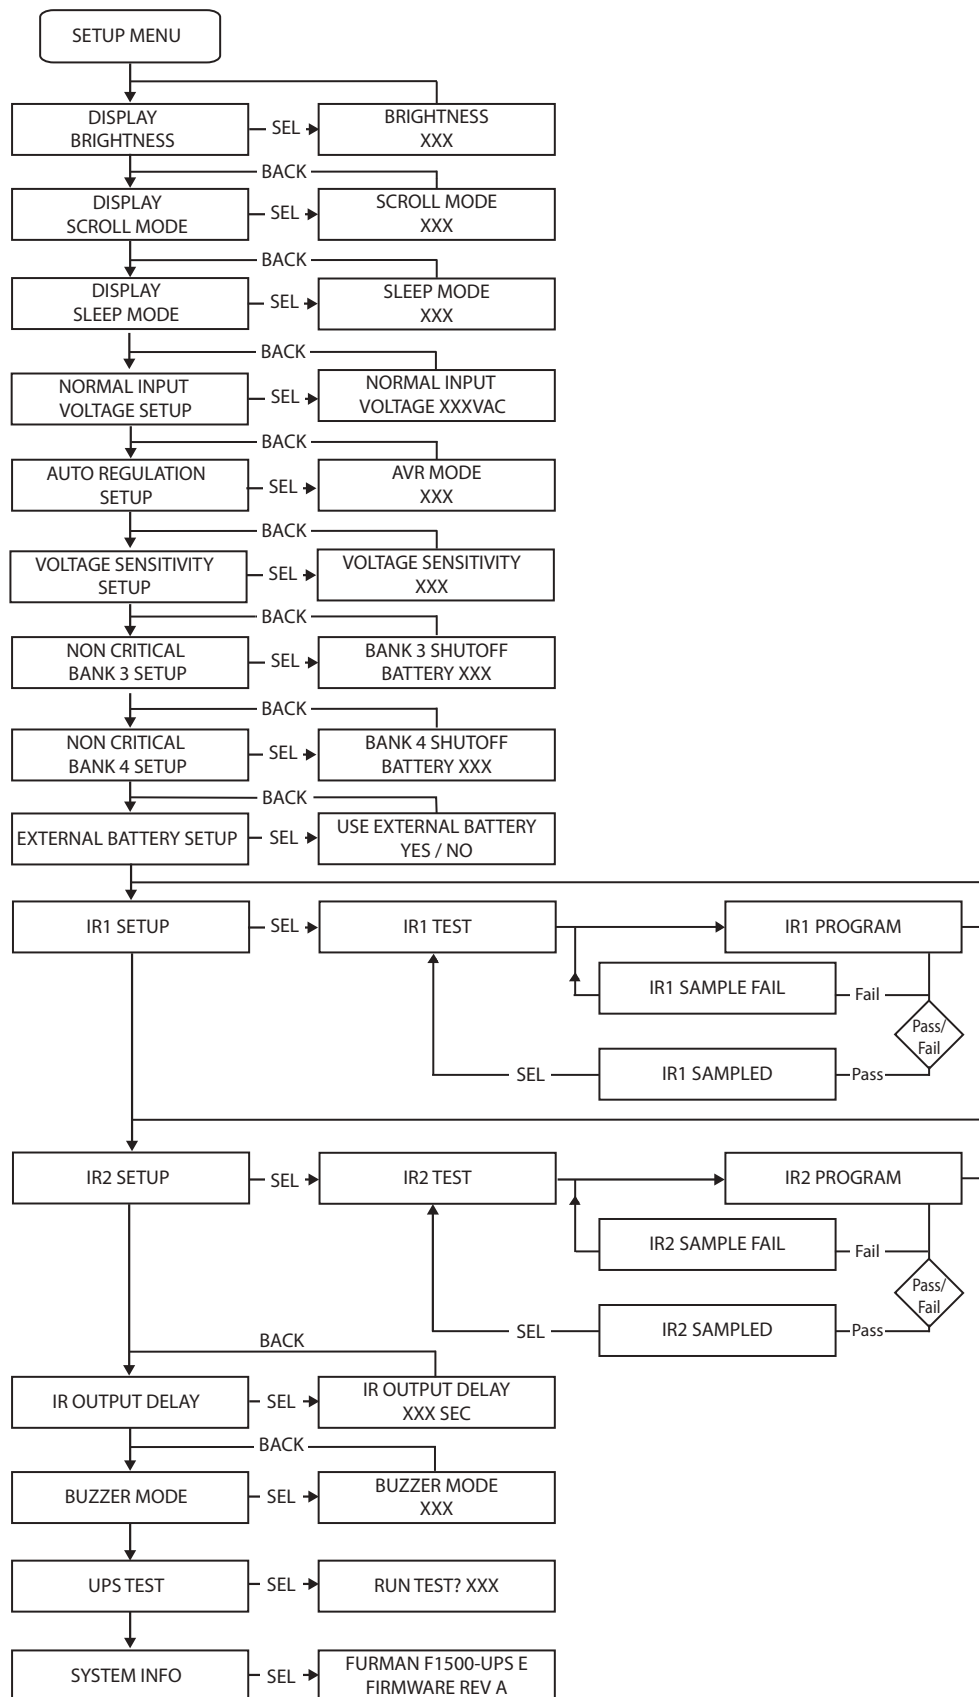 SETUP MENU
DISPLAY
BRIGHTNESS
SEL
BRIGHTNESS
XXX
BACK
DISPLAY
SCROLL MODE
SEL
SCROLL MODE
XXX
BACK
DISPLAY
SLEEP MODE
SEL
SLEEP MODE
XXX
BACK
NORMAL INPUT
VOLTAGE SETUP
SEL
NORMAL INPUT
VOLTAGE XXXVAC
BACK
AUTO REGULATION
SETUP
SEL
AVR MODE
XXX
BACK
VOLTAGE SENSITIVITY
SETUP
SEL
VOLTAGE SENSITIVITY
XXX
BACK
NON CRITICAL
BANK 3 SETUP
SEL
BANK 3 SHUTOFF
BATTERY XXX
BACK
NON CRITICAL
BANK 4 SETUP
SEL
BANK 4 SHUTOFF
BATTERY XXX
BACK
EXTERNAL BATTERY SETUP
SEL
USE EXTERNAL BATTERY
YES / NO
IR1 SETUP
SEL
IR1 TEST
IR1 PROGRAM
IR1 SAMPLE FAIL
Fail
Pass/
Fail
SEL
IR1 SAMPLED
Pass
IR2 SETUP
SEL
IR2 TEST
IR2 PROGRAM
IR2 SAMPLE FAIL
Fail
Pass/
Fail
SEL
IR2 SAMPLED
Pass
BACK
IR OUTPUT DELAY
SEL
IR OUTPUT DELAY
XXX SEC
BACK
BUZZER MODE
SEL
BUZZER MODE
XXX
UPS TEST
SEL
RUN TEST? XXX
SYSTEM INFO
SEL
FURMAN F1500-UPS E
FIRMWARE REV A